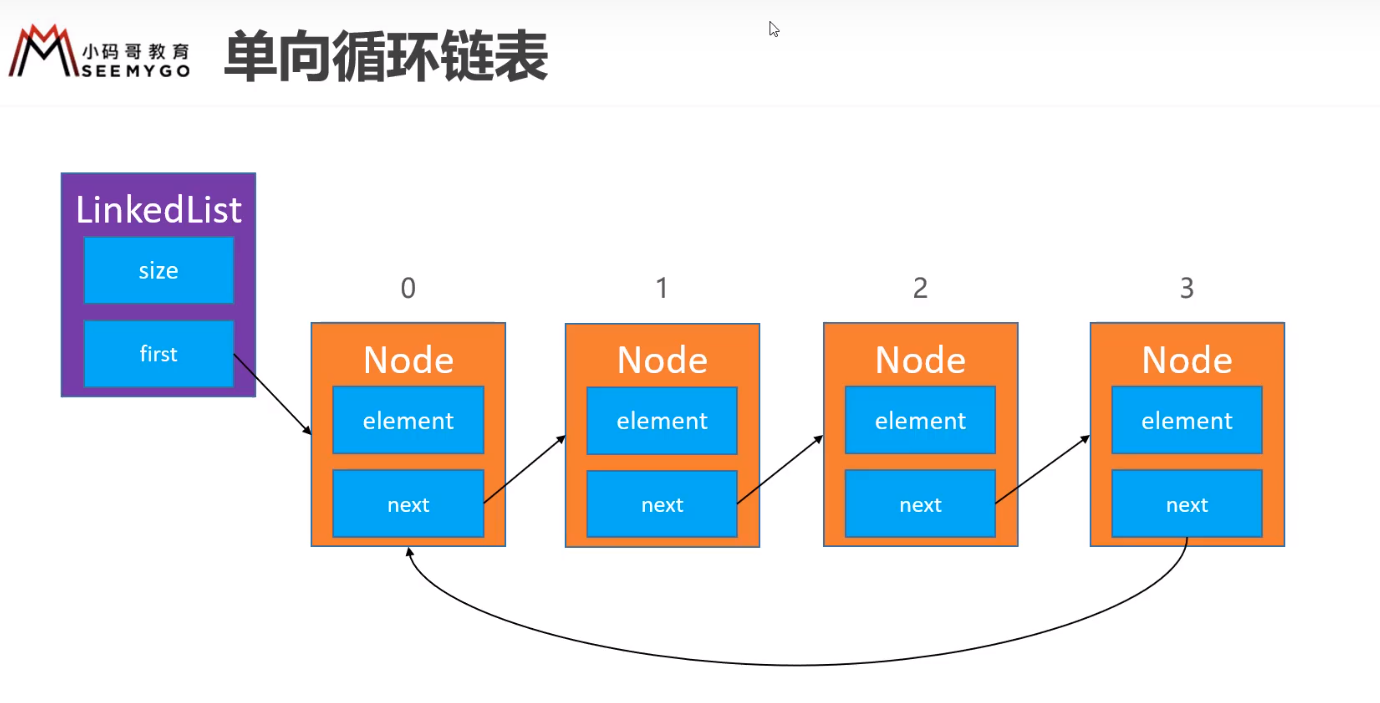 小码哥教育
SEEMYGO
单向循环链表
LinkedList
size
first
0
1
2
3
Node
element
next
Node
element
next
Node
element
next
Node
element
next